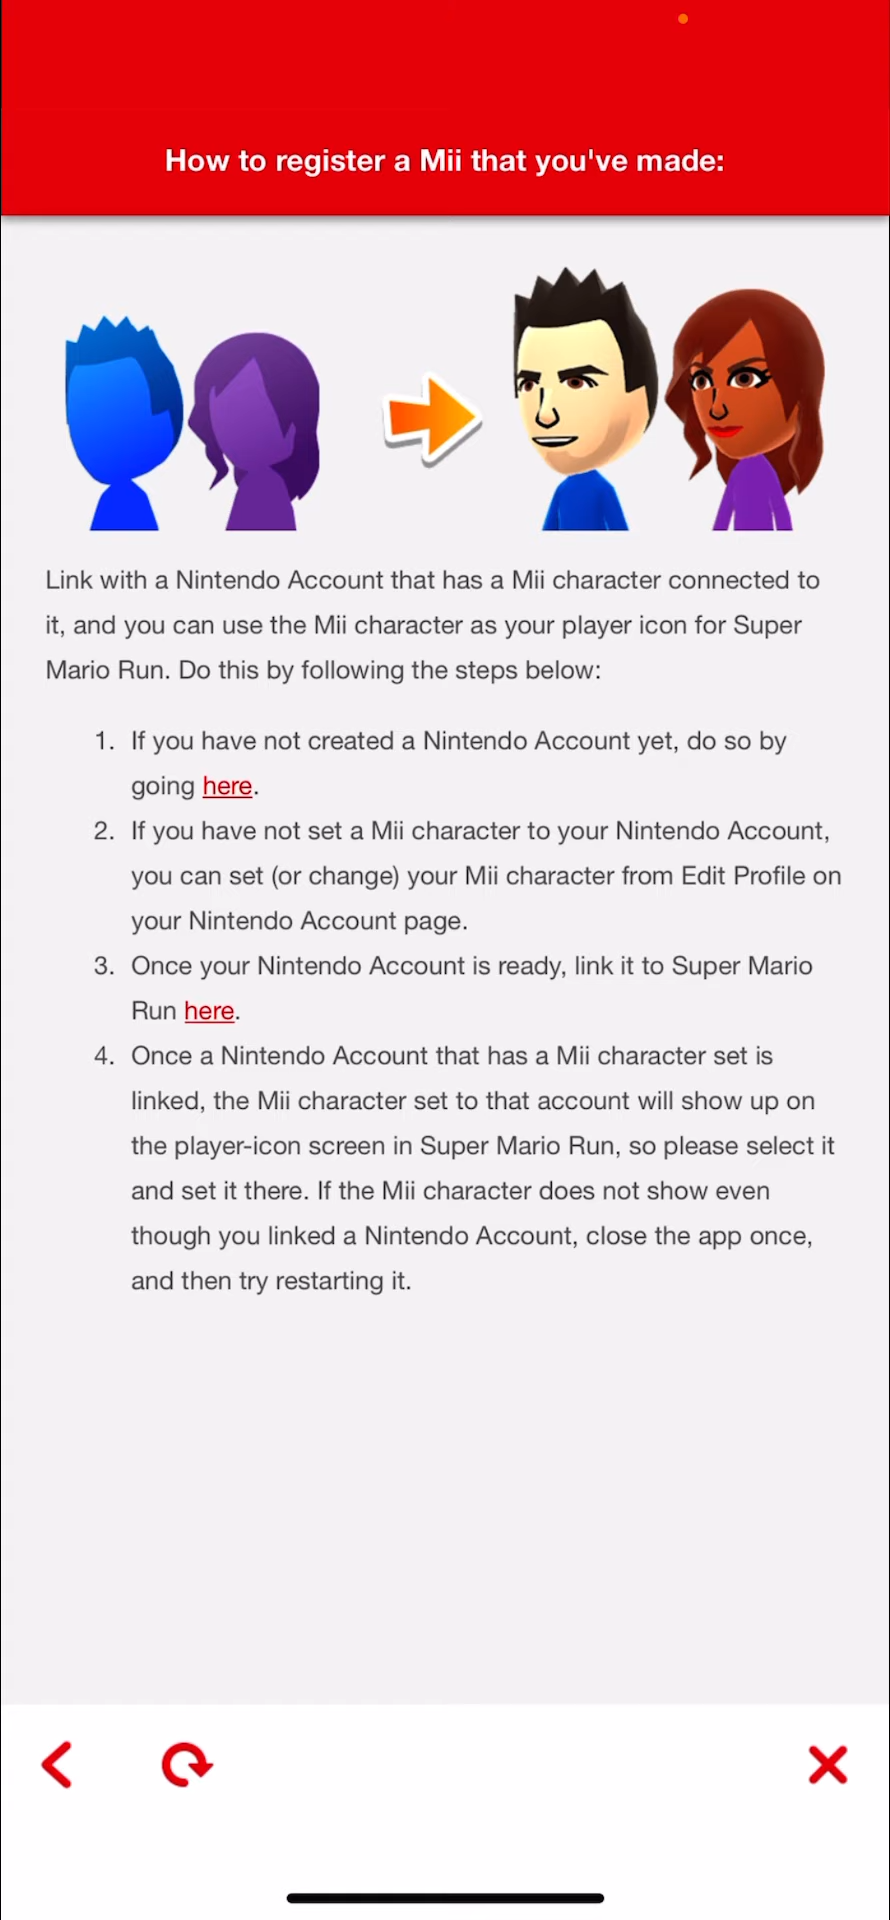 How to register a Mii that you've made:
Link with a Nintendo Account that has a Mii character connected to
it, and you can use the Mii character as your player icon for Super
Mario Run. Do this by following the steps below:
1. If you have not created a Nintendo Account yet, do so by
going here.
2. If you have not set a Mii character to your Nintendo Account,
you can set (or change) your Mii character from Edit Profile on
your Nintendo Account page.
3. Once your Nintendo Account is ready, link it to Super Mario
Run here.
4. Once a Nintendo Account that has a Mii character set is
linked, the Mii character set to that account will show up on
the player-icon screen in Super Mario Run, so please select it
and set it there. If the Mii character does not show even
though you linked a Nintendo Account, close the app once,
and then try restarting it.